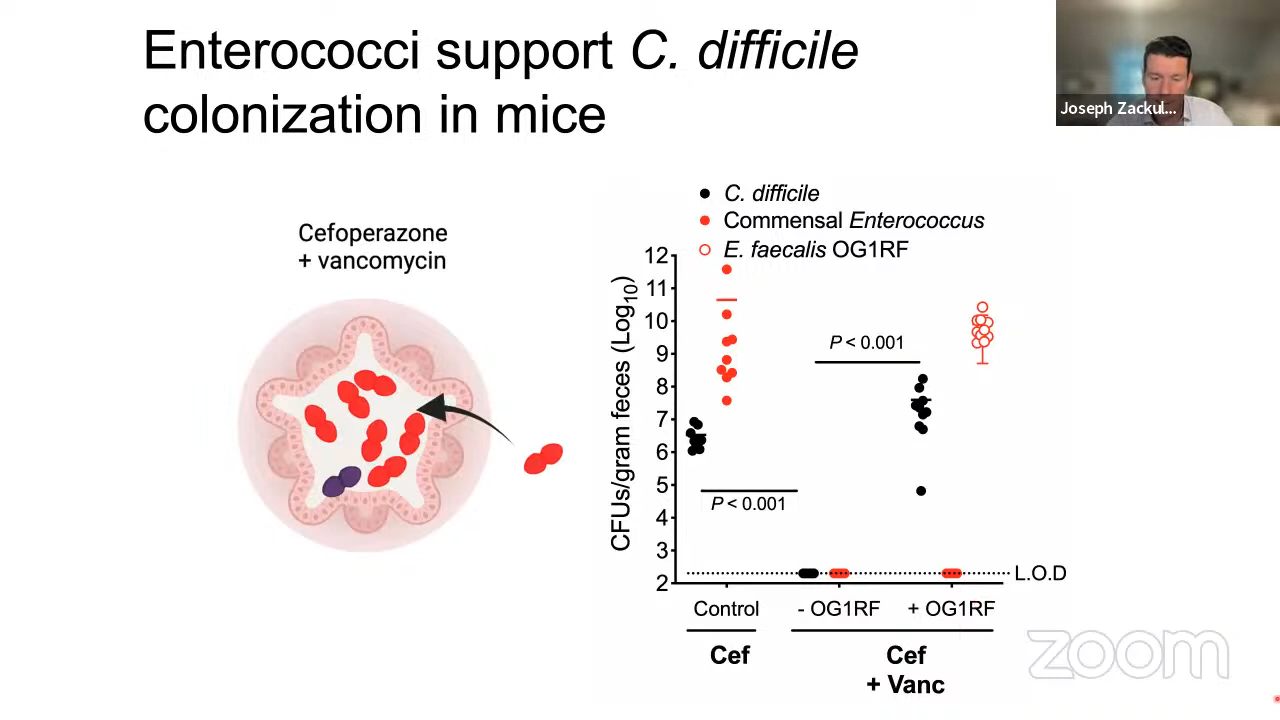 Enterococci support C. difficile
colonization in mice
Joseph Zackul...
Cefoperazone
+ vancomycin
C. difficile
Commensal Enterococcus
E. faecalis OG1RF
CFUs/gram feces (Log10)
12
11
10
9
8
7
6
5
4
3
2
P < 0.001
P < 0.001
L.O.D
Control
- OG1RF
+ OG1RF
Cef
Cef
+ Vanc
zoom